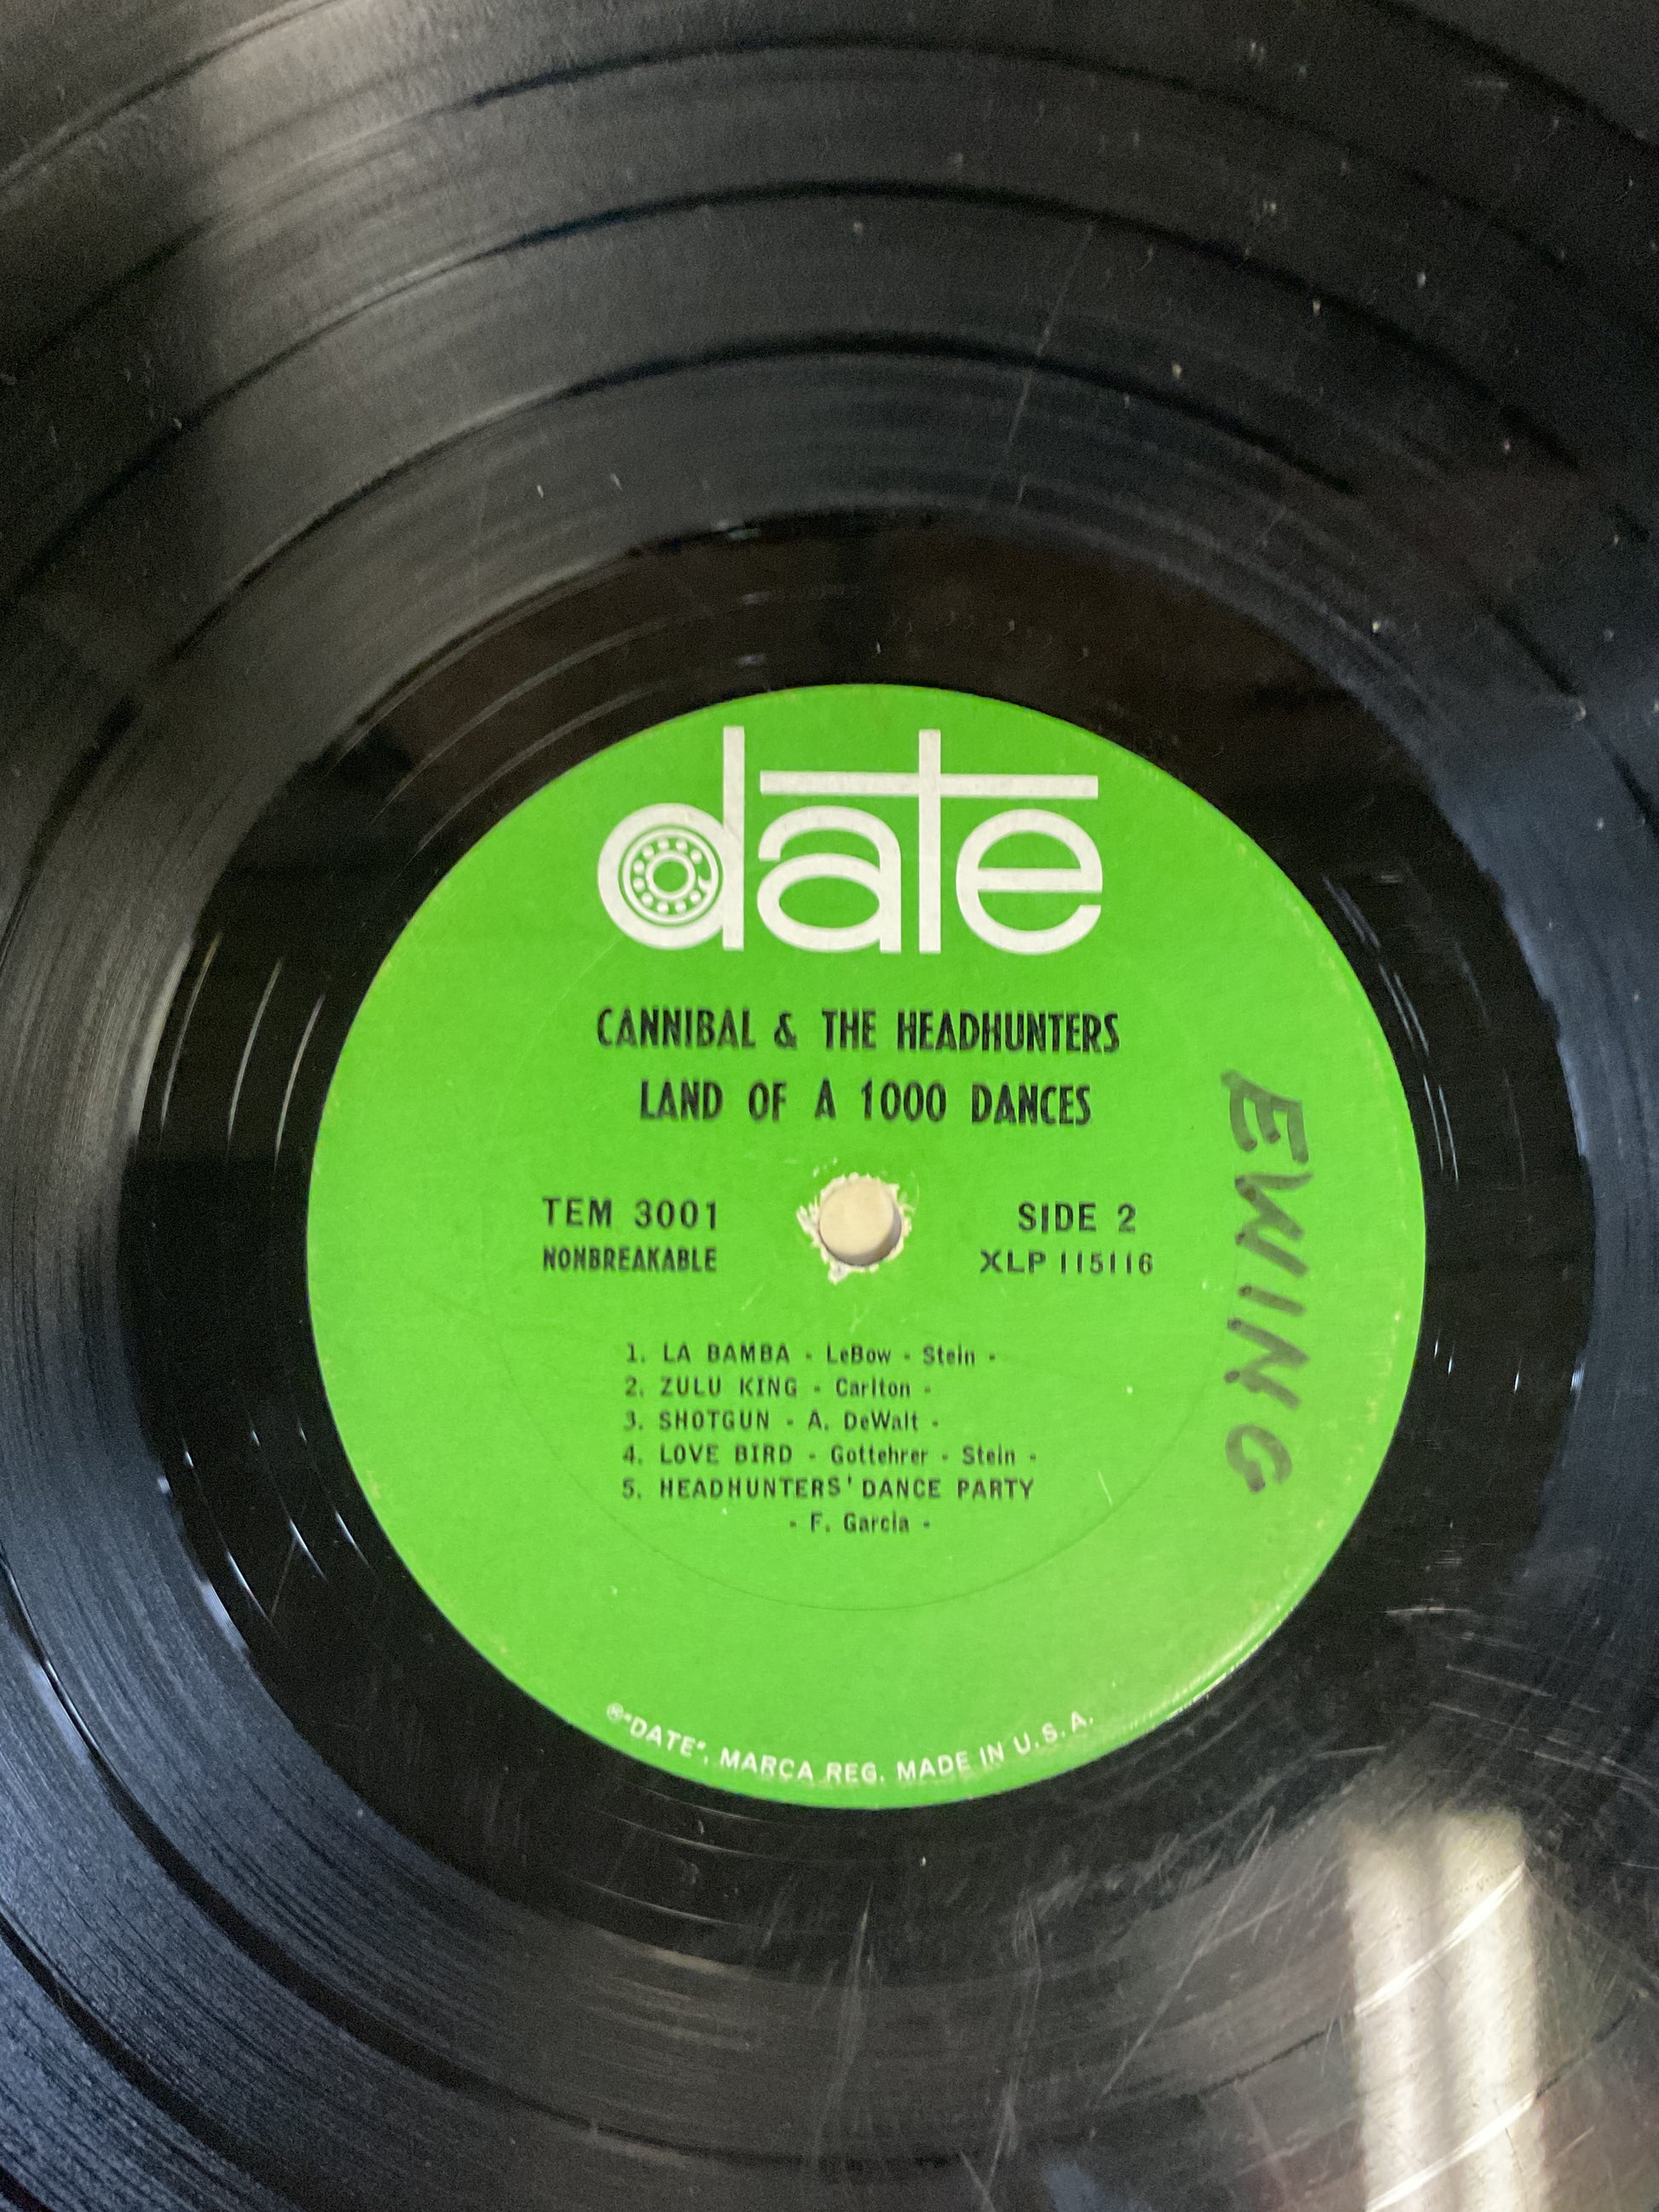 date
CANNIBAL & THE HEADHUNTERS
LAND OF A 1000 DANCES
TEM 3001
NONBREAKABLE
SIDE 2
XLP 115116
1. LA BAMBA - LeBow - Stein -
2. ZULU KING - Carlton -
3. SHOTGUN - A. DeWalt -
4. LOVE BIRD - Gottehrer - Stein -
5. HEADHUNTERS' DANCE PARTY
- F. Garcia -
EWING
®"DATE", MARCA REG. MADE IN U.S.A.